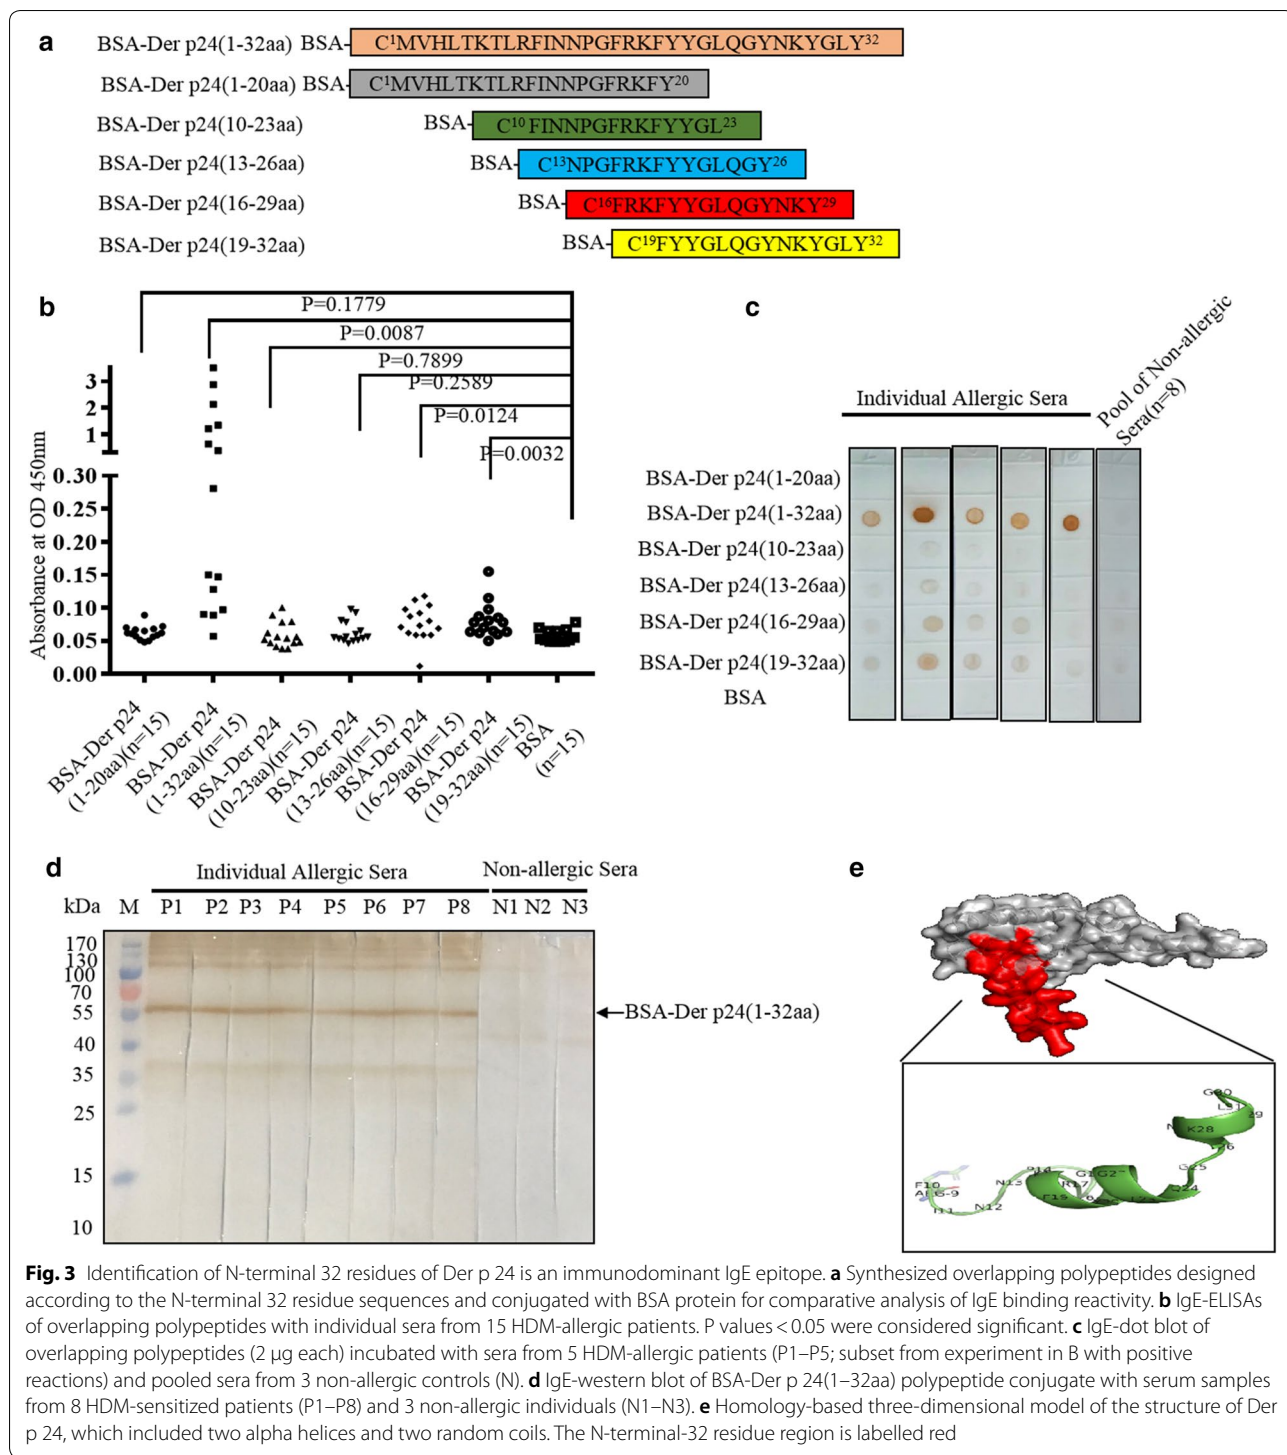 a
BSA-Der p24(1-32aa) BSA- C¹MVHLTKTLRFINNPGFRKFYYGLQGYNKYGLY³²
BSA-Der p24(1-20aa) BSA- C¹MVHLTKTLRFINNPGFRKFY²⁰
BSA-Der p24(10-23aa) BSA- C¹⁰ FINNPGFRKFYYGL²³
BSA-Der p24(13-26aa) BSA- C¹³NPGFRKFYYGLQGY²⁶
BSA-Der p24(16-29aa) BSA- C¹⁶FRKFYYGLQGYNKY²⁹
BSA-Der p24(19-32aa) BSA- C¹⁹FYYGLQGYNKYGLY³²
b
P=0.1779
P=0.0087
P=0.7899
P=0.2589
P=0.0124
P=0.0032
Absorbance at OD 450nm
3
2
1
0.30
0.25
0.20
0.15
0.10
0.05
0.00
BSA-Der p24
(1-20aa)(n=15)
BSA-Der p24
(1-32aa)(n=15)
BSA-Der p24
(10-23aa)(n=15)
BSA-Der p24
(13-26aa)(n=15)
BSA-Der p24
(16-29aa)(n=15)
BSA-Der p24
(19-32aa)(n=15)
BSA
(n=15)
c
Individual Allergic Sera
Pool of Non-allergic
Sera(n=8)
BSA-Der p24(1-20aa)
BSA-Der p24(1-32aa)
BSA-Der p24(10-23aa)
BSA-Der p24(13-26aa)
BSA-Der p24(16-29aa)
BSA-Der p24(19-32aa)
BSA
d
Individual Allergic Sera Non-allergic Sera
kDa M P1 P2 P3 P4 P5 P6 P7 P8 N1 N2 N3
170
130
100
70
55
40
35
25
15
10
BSA-Der p24(1-32aa)
e
K28
G25
Q24
N13
R17
F10
ARG-9
I11
N12
Fig. 3 Identification of N-terminal 32 residues of Der p 24 is an immunodominant IgE epitope. a Synthesized overlapping polypeptides designed
according to the N-terminal 32 residue sequences and conjugated with BSA protein for comparative analysis of IgE binding reactivity. b IgE-ELISAs
of overlapping polypeptides with individual sera from 15 HDM-allergic patients. P values < 0.05 were considered significant. c IgE-dot blot of
overlapping polypeptides (2 µg each) incubated with sera from 5 HDM-allergic patients (P1–P5; subset from experiment in B with positive
reactions) and pooled sera from 3 non-allergic controls (N). d IgE-western blot of BSA-Der p 24(1–32aa) polypeptide conjugate with serum samples
from 8 HDM-sensitized patients (P1–P8) and 3 non-allergic individuals (N1–N3). e Homology-based three-dimensional model of the structure of Der
p 24, which included two alpha helices and two random coils. The N-terminal-32 residue region is labelled red